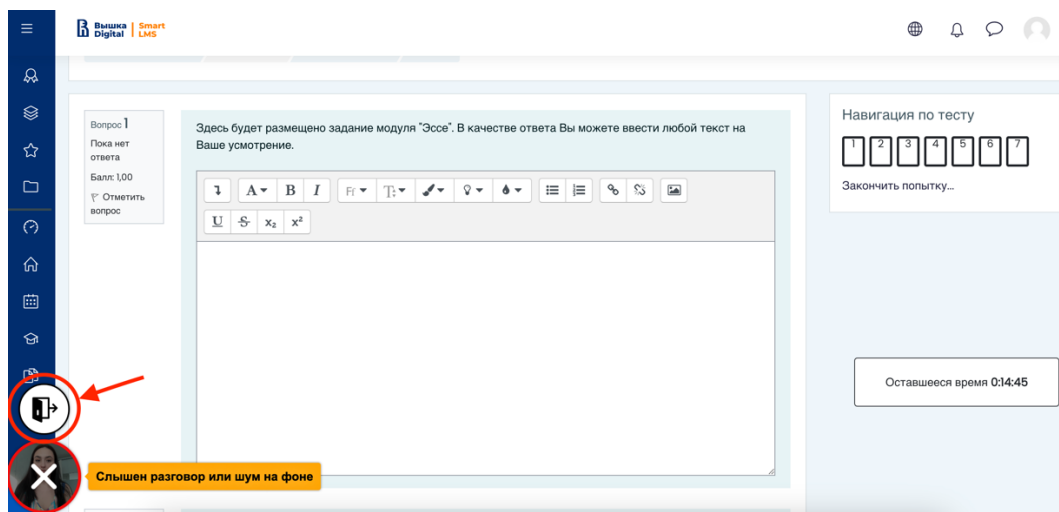 Вышка | Smart
Digital | LMS
Вопрос 1
Пока нет
ответа
Балл: 1,00
Отметить
вопрос
Здесь будет размещено задание модуля "Эссе". В качестве ответа Вы можете ввести любой текст на
Ваше усмотрение.
A B I Ff T:
U S x₂ x²
Навигация по тесту
1 2 3 4 5 6 7
Закончить попытку...
Оставшееся время 0:14:45
Слышен разговор или шум на фоне